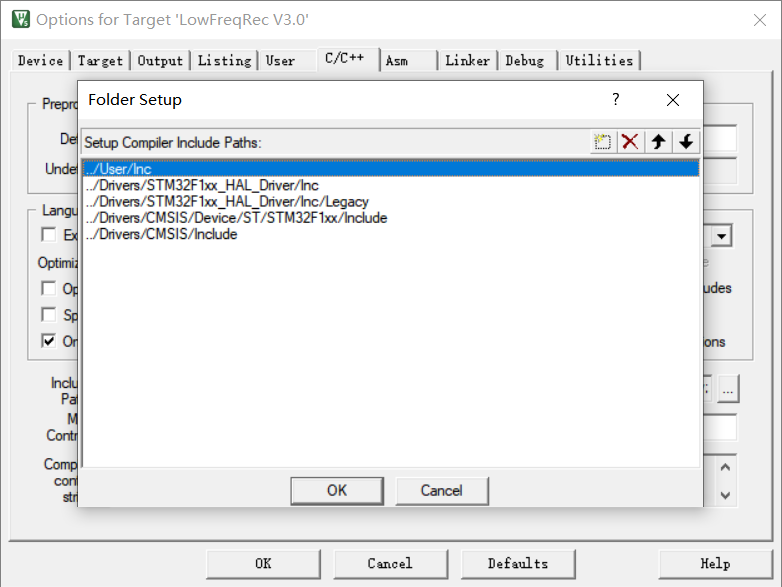 Options for Target 'LowFreqRec V3.0'
Device Target Output Listing User C/C++ Asm Linker Debug Utilities
Folder Setup
?
Setup Compiler Include Paths:
../User/Inc
../Drivers/STM32F1xx_HAL_Driver/Inc
../Drivers/STM32F1xx_HAL_Driver/Inc/Legacy
../Drivers/CMSIS/Device/ST/STM32F1xx/Include
../Drivers/CMSIS/Include
OK Cancel
Prepro
Def
Undef
Langu
Ex
Optimiz
Op
udes
Sp
On
ons
Inclu
Pat
...
M
Contr
Comp
con
str
OK Cancel Defaults Help